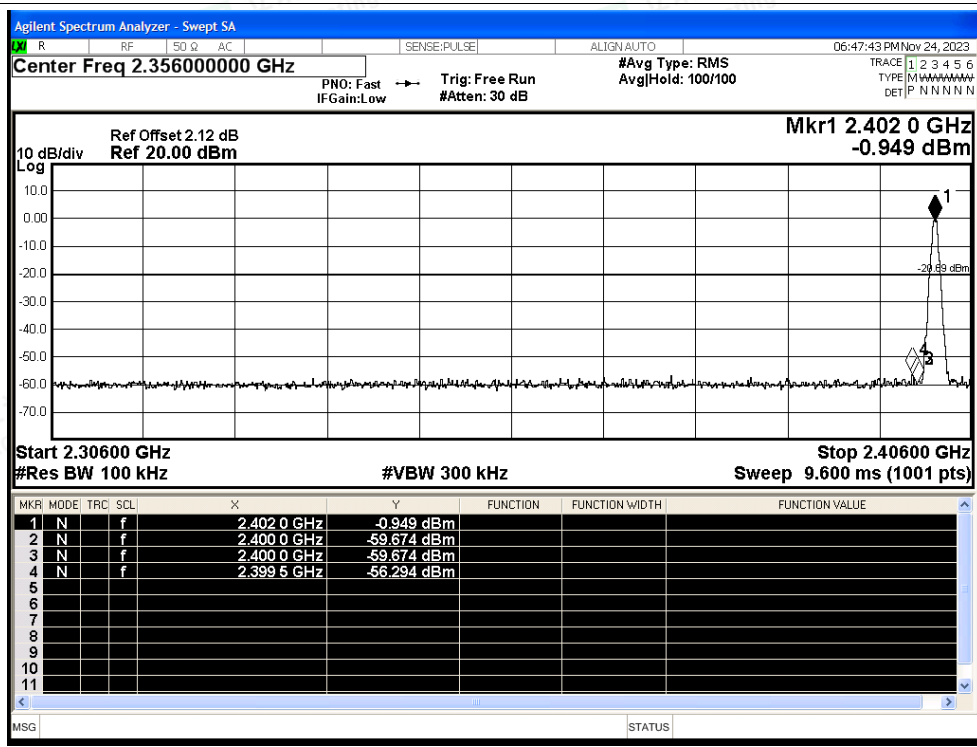 Agilent Spectrum Analyzer - Swept SA
LXI R RF 50 Ω AC SENSE:PULSE ALIGN AUTO 06:47:43 PM Nov 24, 2023
Center Freq 2.356000000 GHz
PNO: Fast Trig: Free Run #Avg Type: RMS TRACE 1 2 3 4 5 6
IFGain:Low #Atten: 30 dB Avg|Hold: 100/100 TYPE M
DET P N N N N N
Mkr1 2.402 0 GHz
-0.949 dBm
Ref Offset 2.12 dB
10 dB/div Ref 20.00 dBm
Log
10.0
0.00
-10.0
-20.0
-30.0
-40.0
-50.0
-60.0
-70.0
1
-20.69 dBm
4
Start 2.30600 GHz Stop 2.40600 GHz
#Res BW 100 kHz #VBW 300 kHz Sweep 9.600 ms (1001 pts)
MKR MODE TRC SCL X Y FUNCTION FUNCTION WIDTH FUNCTION VALUE
1 N f 2.402 0 GHz -0.949 dBm
2 N f 2.400 0 GHz -59.674 dBm
3 N f 2.400 0 GHz -59.674 dBm
4 N f 2.399 5 GHz -56.294 dBm
5
6
7
8
9
10
11
MSG STATUS